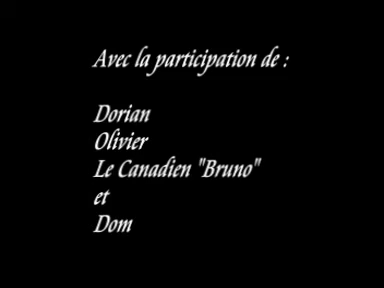 Avec la participation de :
Dorian
Olivier
Le Canadien "Bruno"
et
Dom